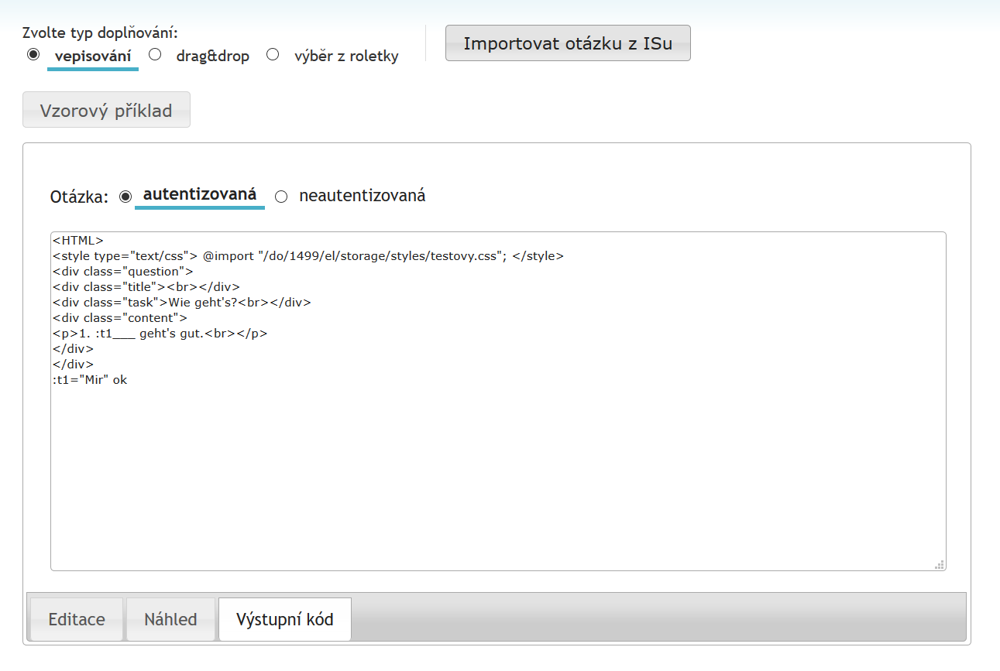 Zvolte typ doplňování:
vepisování drag&drop výběr z roletky
Importovat otázku z ISu
Vzorový příklad
Otázka: autentizovaná neautentizovaná
<HTML>
<style type="text/css"> @import "/do/1499/el/storage/styles/testovy.css"; </style>
<div class="question">
<div class="title"><br></div>
<div class="task">Wie geht's?<br></div>
<div class="content">
<p>1. :t1___ geht's gut.<br></p>
</div>
</div>
:t1="Mir" ok
Editace Náhled Výstupní kód